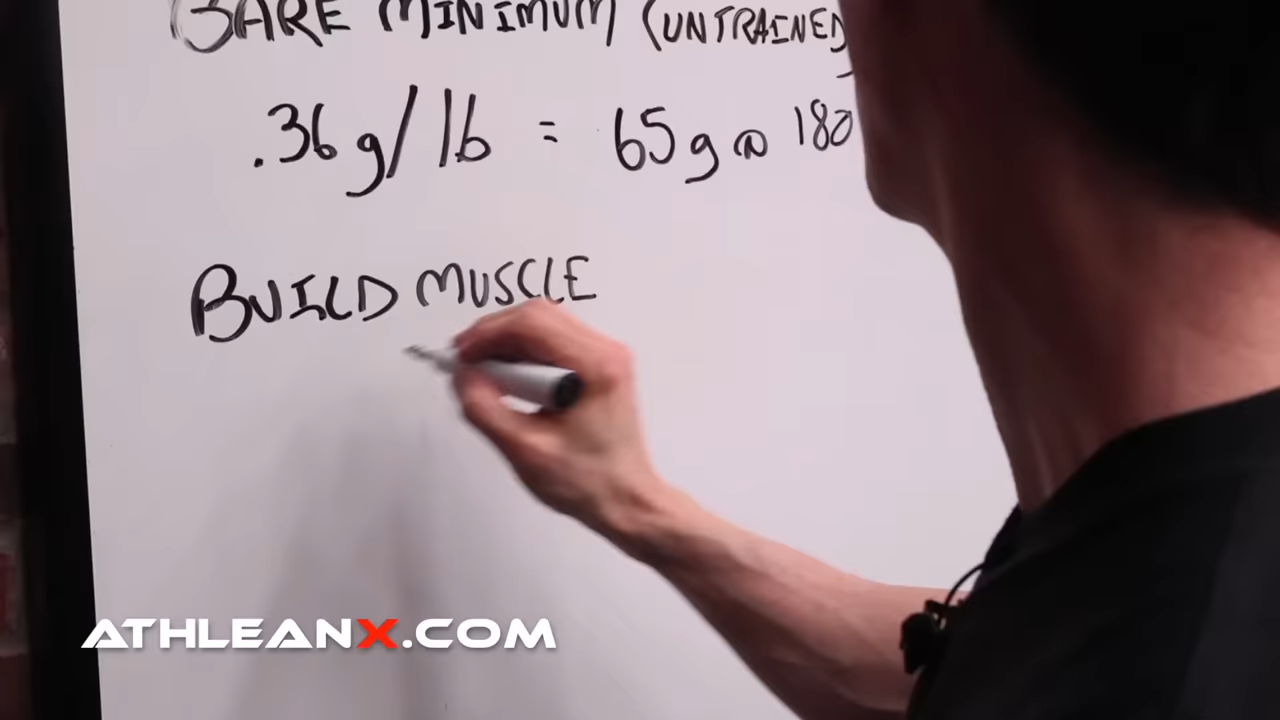 BARE MINIMUM (UNTRAINED)
.36g/lb = 65g @ 180
BUILD MUSCLE
ATHLEANX.COM